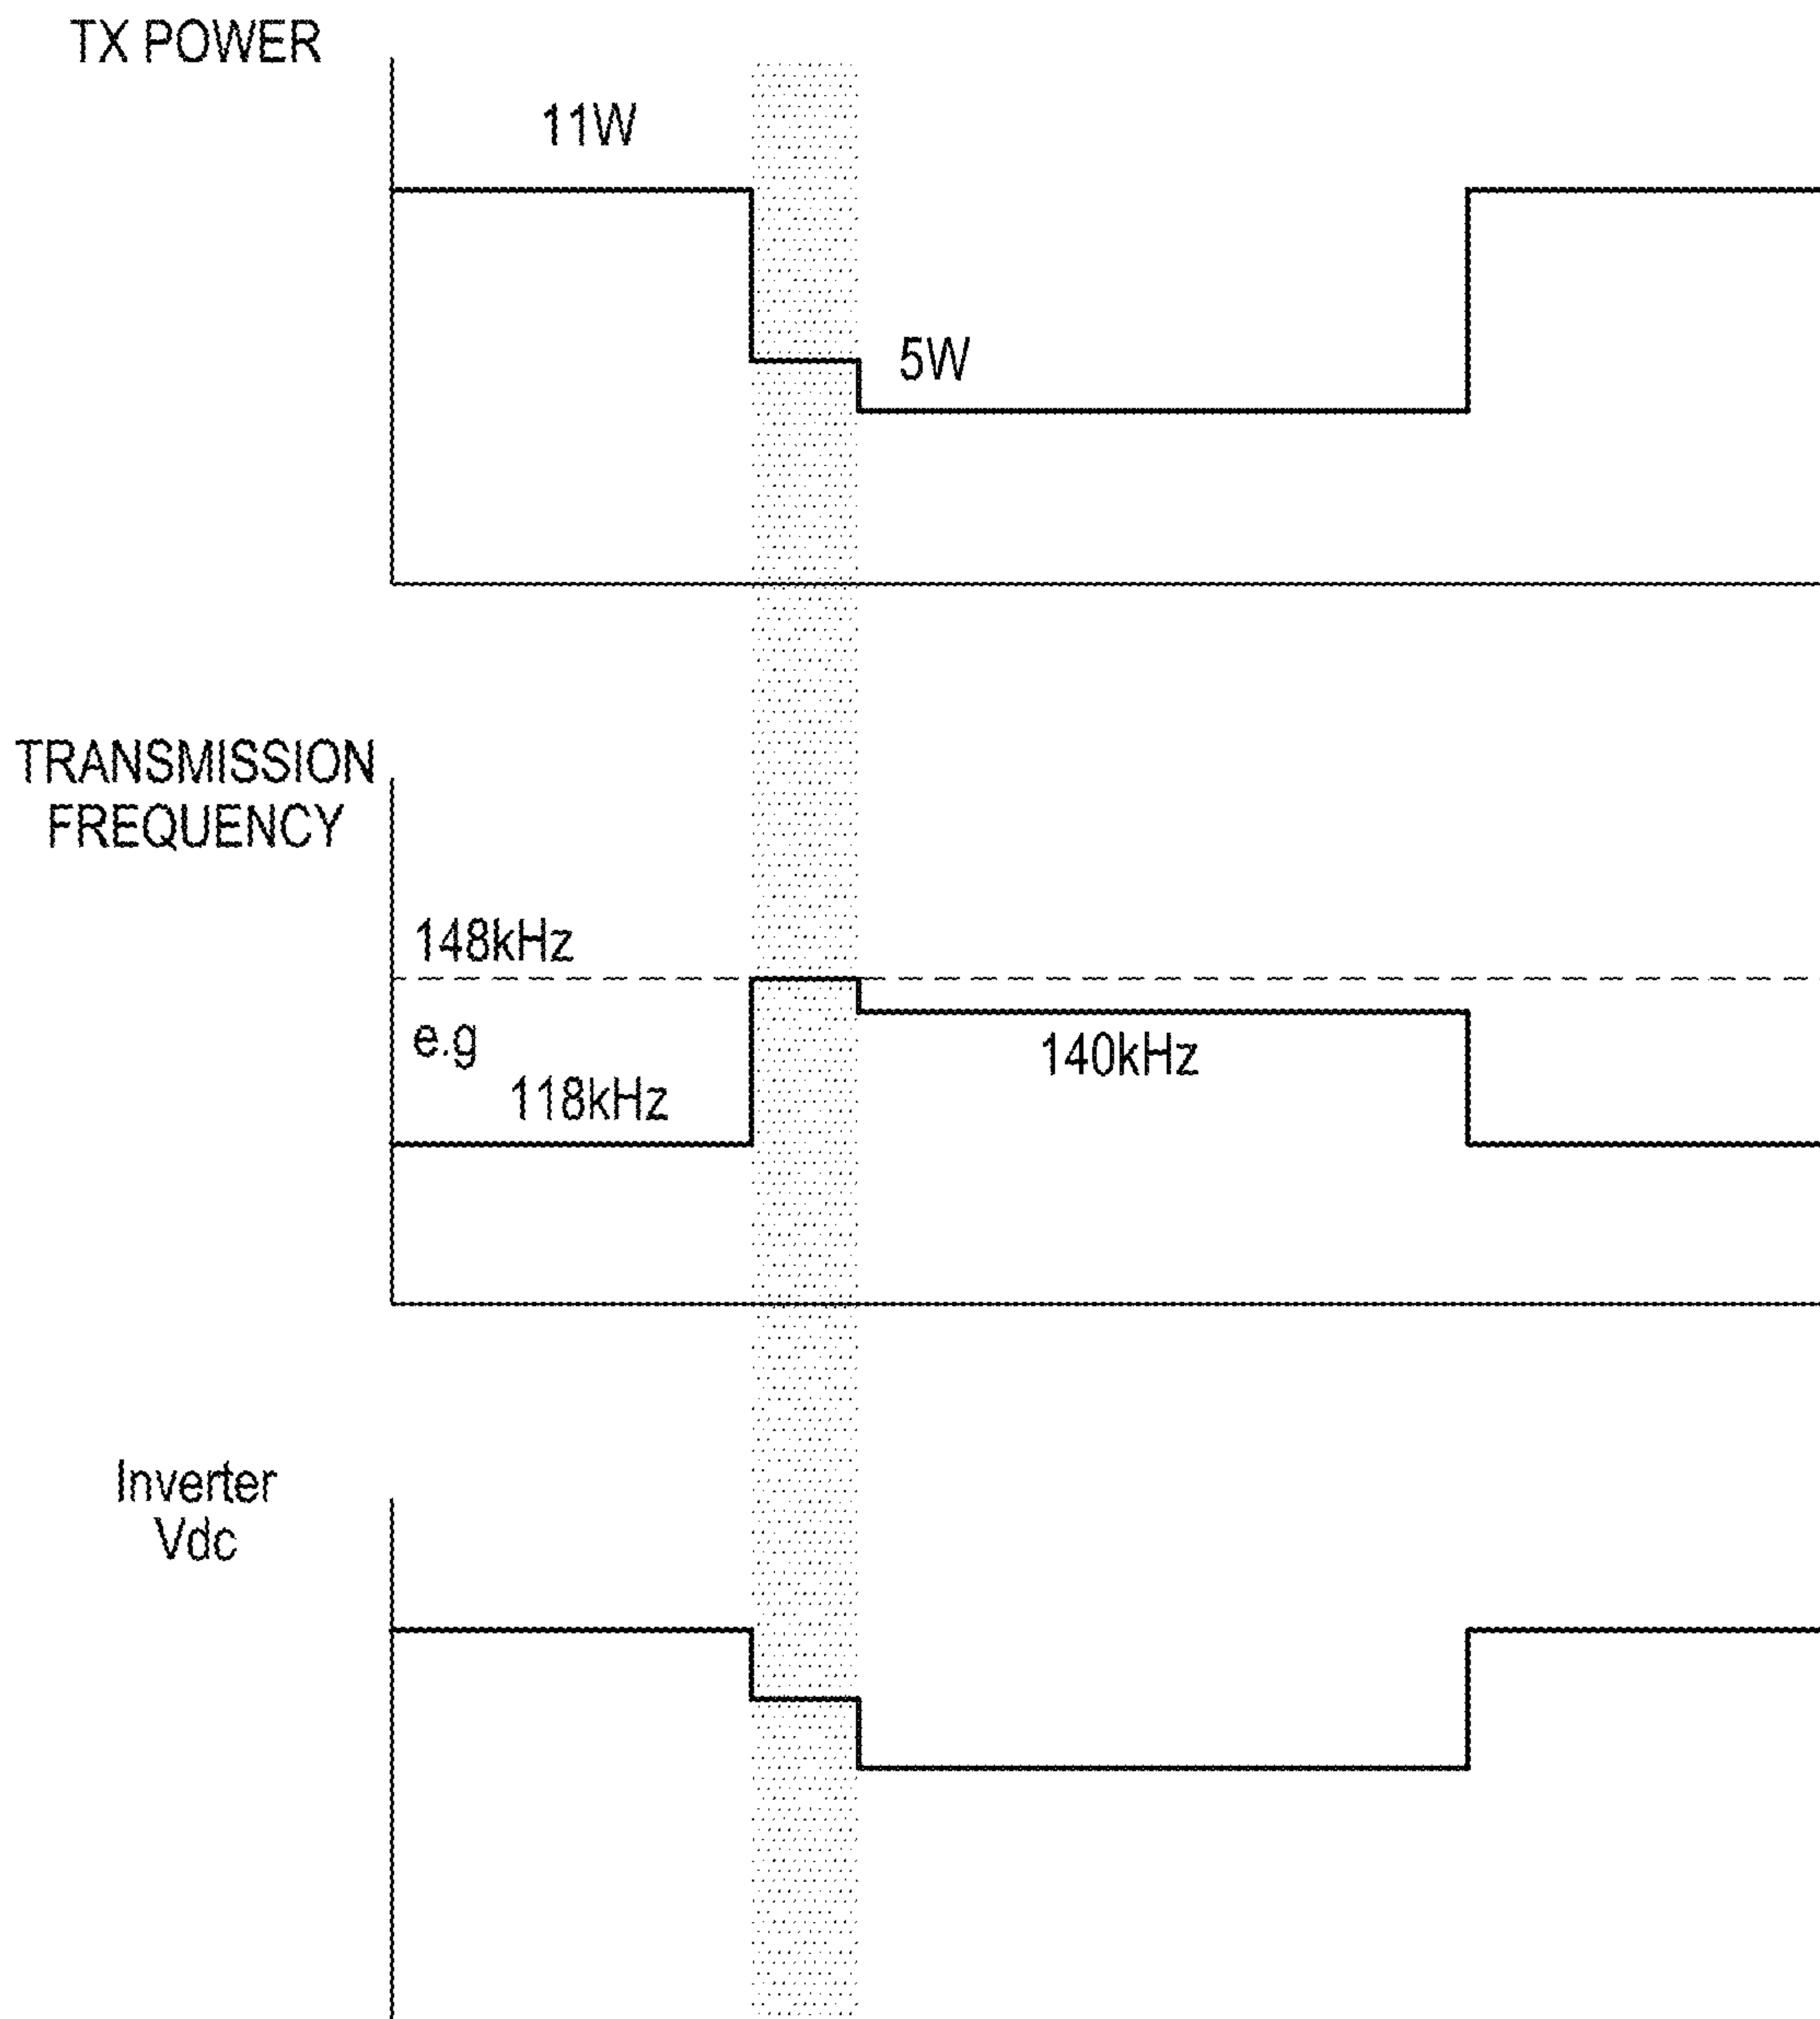 TX POWER
11W
5W
TRANSMISSION
FREQUENCY
148kHz
e.g
118kHz
140kHz
Inverter
Vdc